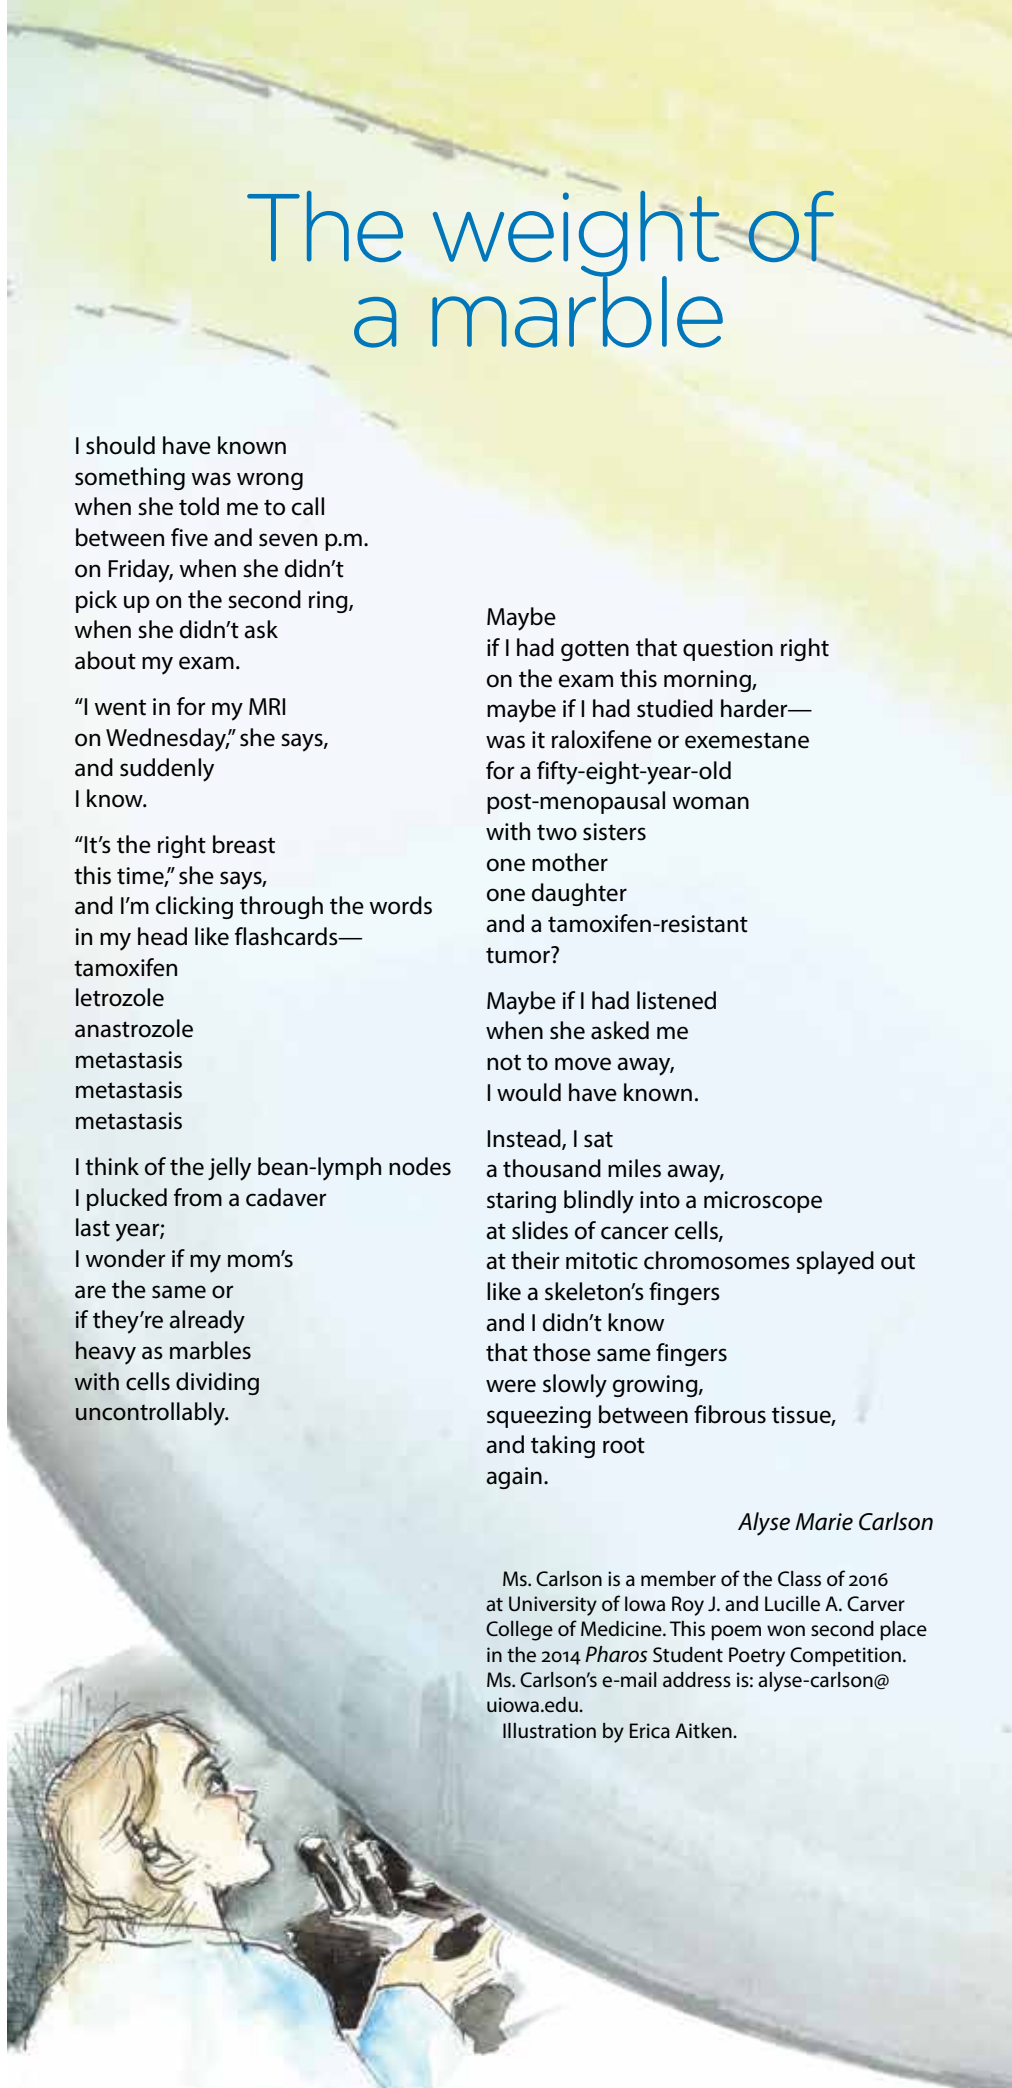 The weight of
a marble
I should have known
something was wrong
when she told me to call
between five and seven p.m.
on Friday, when she didn’t
pick up on the second ring,
when she didn’t ask
about my exam.
“I went in for my MRI
on Wednesday,” she says,
and suddenly
I know.
“It’s the right breast
this time,” she says,
and I’m clicking through the words
in my head like flashcards—
tamoxifen
letrozole
anastrozole
metastasis
metastasis
metastasis
I think of the jelly bean-lymph nodes
I plucked from a cadaver
last year;
I wonder if my mom’s
are the same or
if they’re already
heavy as marbles
with cells dividing
uncontrollably.
Maybe
if I had gotten that question right
on the exam this morning,
maybe if I had studied harder—
was it raloxifene or exemestane
for a fifty-eight-year-old
post-menopausal woman
with two sisters
one mother
one daughter
and a tamoxifen-resistant
tumor?
Maybe if I had listened
when she asked me
not to move away,
I would have known.
Instead, I sat
a thousand miles away,
staring blindly into a microscope
at slides of cancer cells,
at their mitotic chromosomes splayed out
like a skeleton’s fingers
and I didn’t know
that those same fingers
were slowly growing,
squeezing between fibrous tissue,
and taking root
again.
Alyse Marie Carlson
Ms. Carlson is a member of the Class of 2016
at University of Iowa Roy J. and Lucille A. Carver
College of Medicine. This poem won second place
in the 2014 Pharos Student Poetry Competition.
Ms. Carlson’s e-mail address is: alyse-carlson@
uiowa.edu.
Illustration by Erica Aitken.